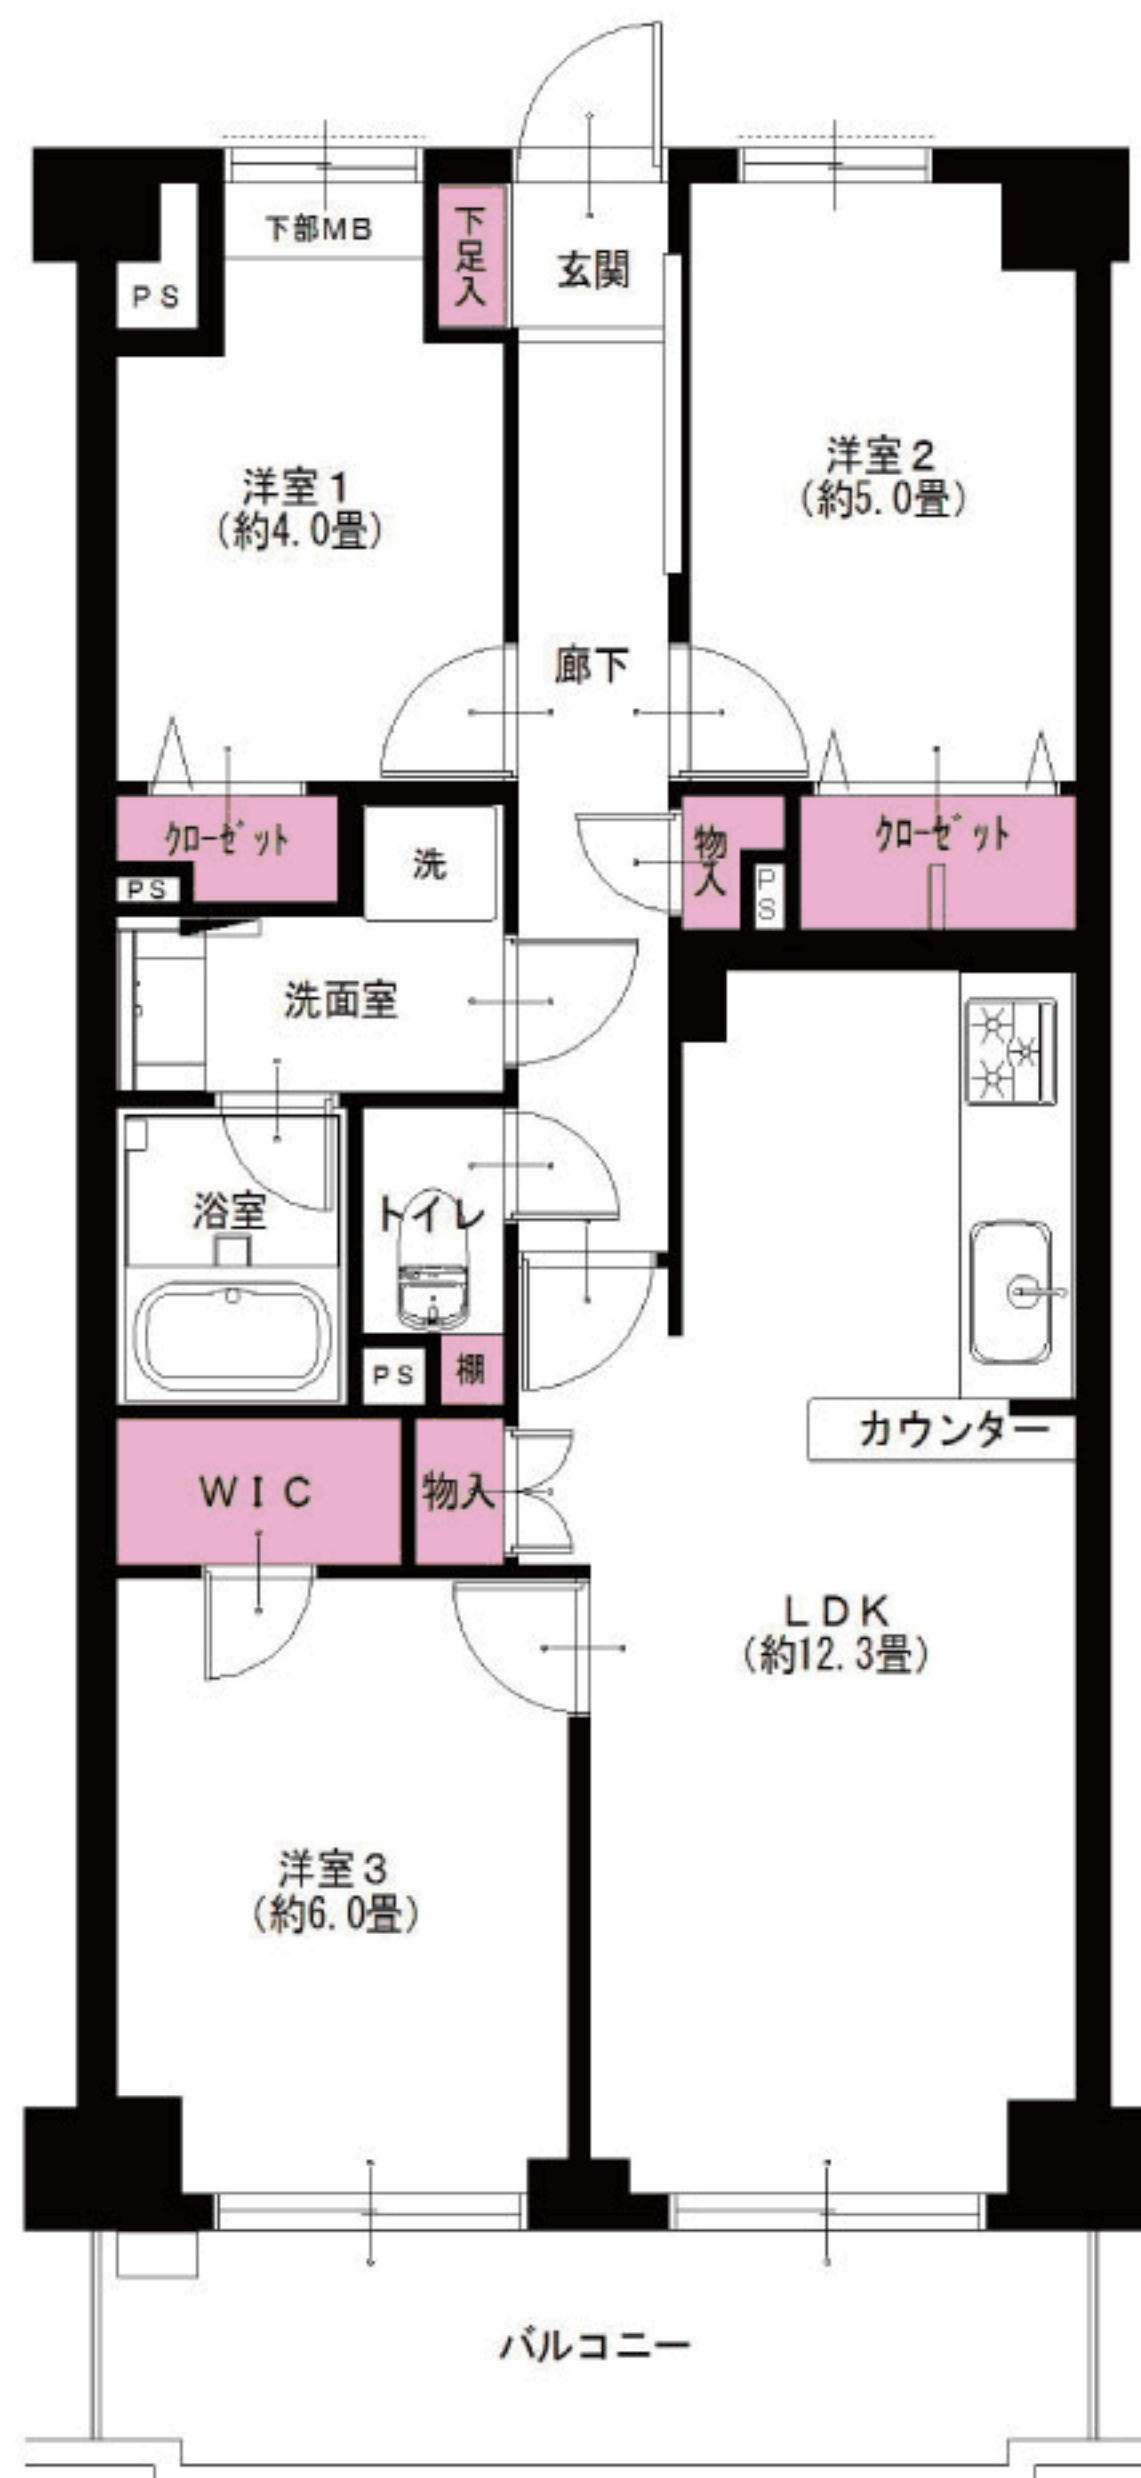 下部ＭＢ
下足入
玄関
ＰＳ
洋室２
（約5.0畳）
洋室１
（約4.0畳）
廊下
クローゼット
洗
物入
クローゼット
ＰＳ
ＰＳ
洗面室
浴室
トイレ
ＰＳ
棚
カウンター
ＷＩＣ
物入
ＬＤＫ
（約12.3畳）
洋室３
（約6.0畳）
バルコニー